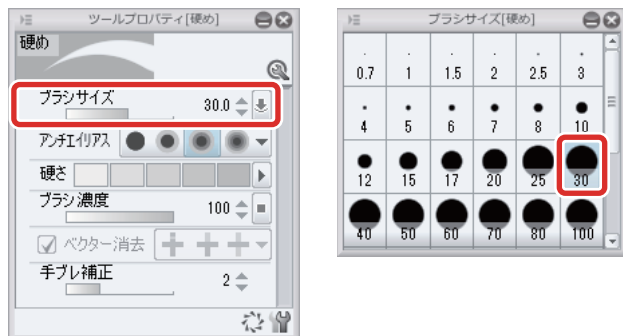 ツールプロパティ[硬め]
硬め
ブラシサイズ 30.0
アンチエイリアス
硬さ
ブラシ濃度 100
ベクター消去
手ブレ補正 2
ブラシサイズ[硬め]
0.7 1 1.5 2 2.5 3
4 5 6 7 8 10
12 15 17 20 25 30
40 50 60 70 80 100